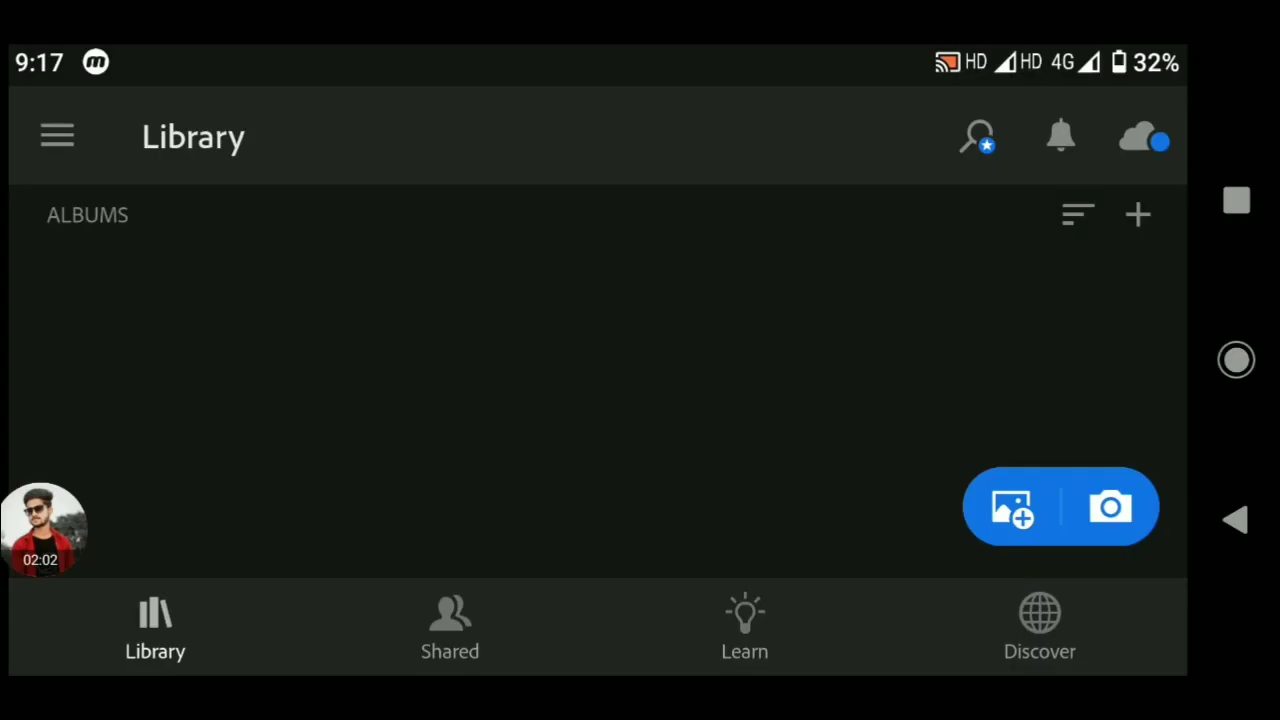 9:17 m HD HD 4G 32%
Library
ALBUMS
02:02
Library Shared Learn Discover